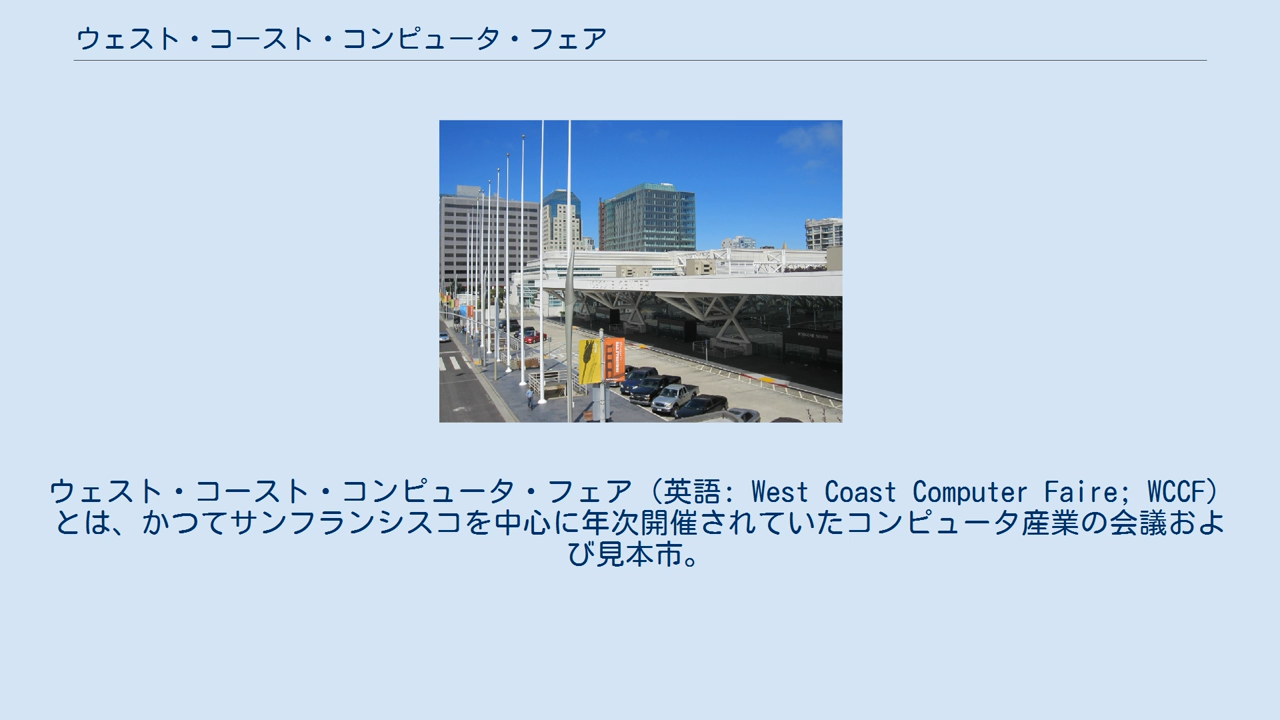 ウェスト・コースト・コンピュータ・フェア
ウェスト・コースト・コンピュータ・フェア（英語: West Coast Computer Faire; WCCF）
とは、かつてサンフランシスコを中心に年次開催されていたコンピュータ産業の会議およ
び見本市。